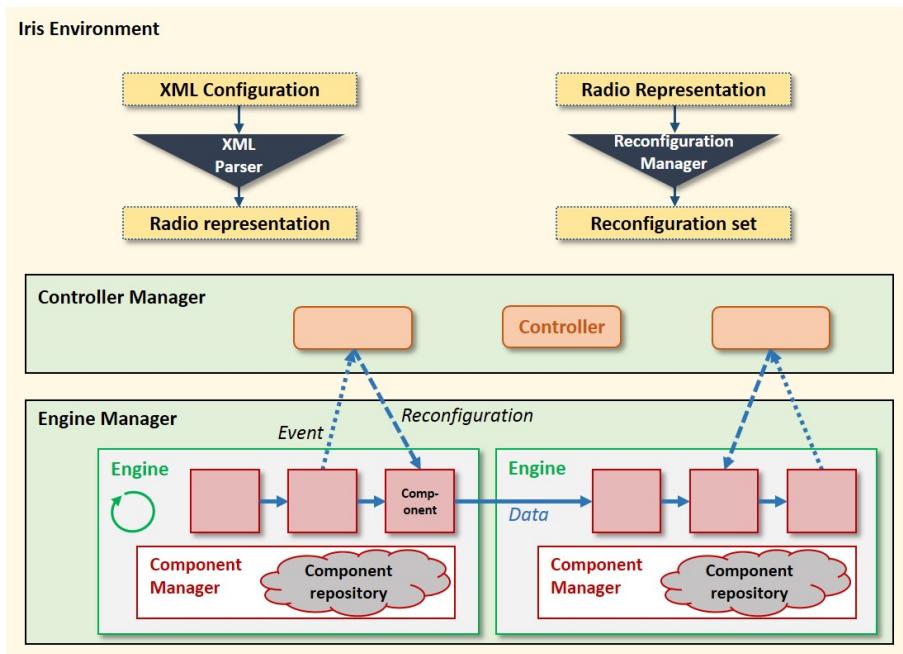 Iris Environment
XML Configuration
XML
Parser
Radio representation
Radio Representation
Reconfiguration
Manager
Reconfiguration set
Controller Manager
Controller
Engine Manager
Event
Reconfiguration
Engine
Comp-
onent
Data
Component
Manager
Component
repository
Engine
Component
Manager
Component
repository